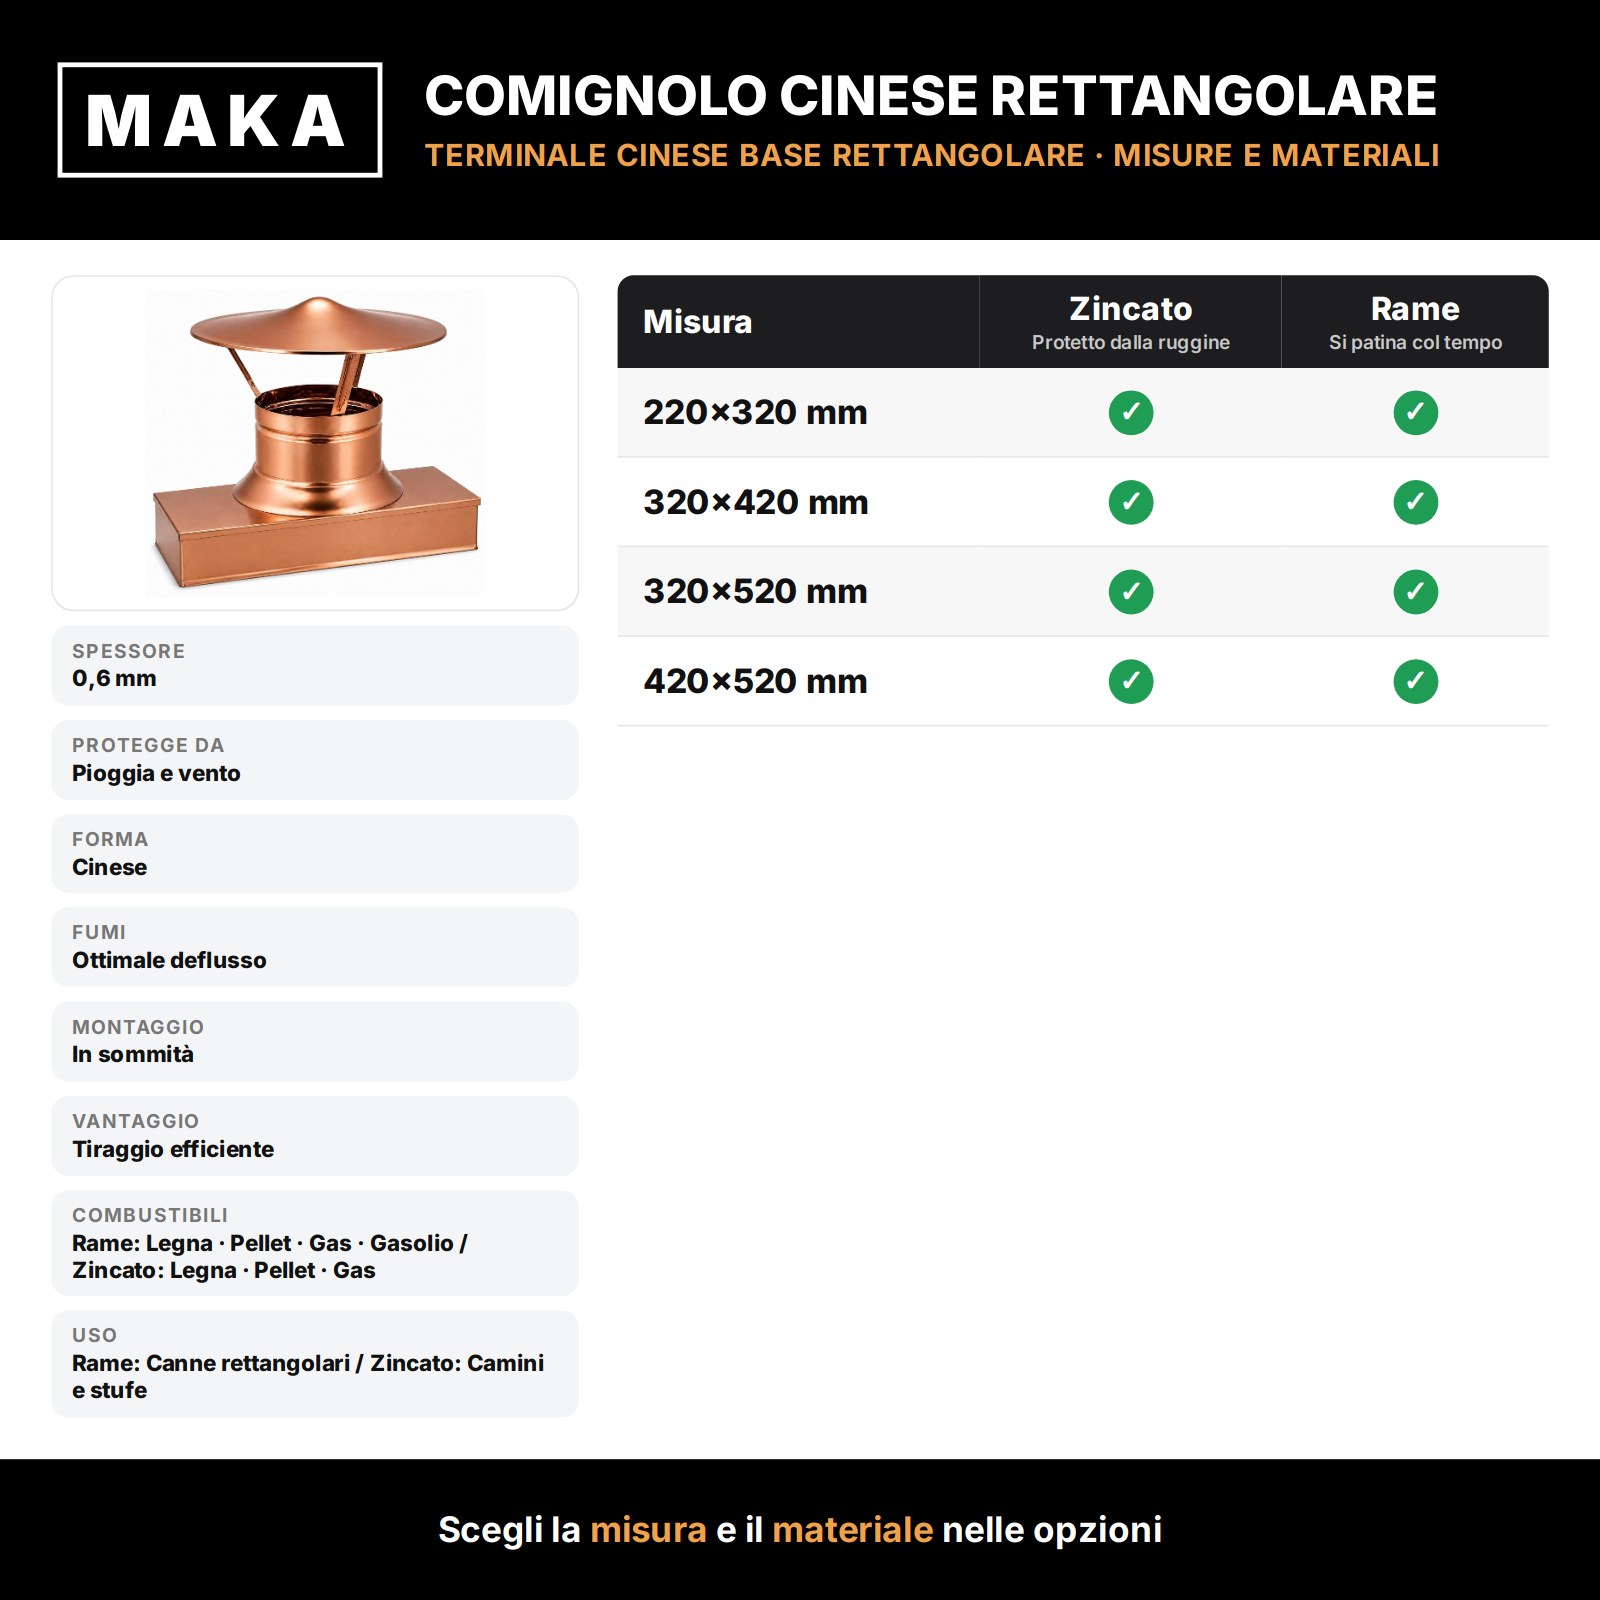 MAKA
COMIGNOLO CINESE RETTANGOLARE
TERMINALE CINESE BASE RETTANGOLARE · MISURE E MATERIALI
SPESSORE
0,6 mm
PROTEGGE DA
Pioggia e vento
FORMA
Cinese
FUMI
Ottimale deflusso
MONTAGGIO
In sommità
VANTAGGIO
Tiraggio efficiente
COMBUSTIBILI
Rame: Legna · Pellet · Gas · Gasolio /
Zincato: Legna · Pellet · Gas
USO
Rame: Canne rettangolari / Zincato: Camini
e stufe
Misura Zincato Rame
Protetto dalla ruggine Si patina col tempo
220×320 mm ✓ ✓
320×420 mm ✓ ✓
320×520 mm ✓ ✓
420×520 mm ✓ ✓
Scegli la misura e il materiale nelle opzioni